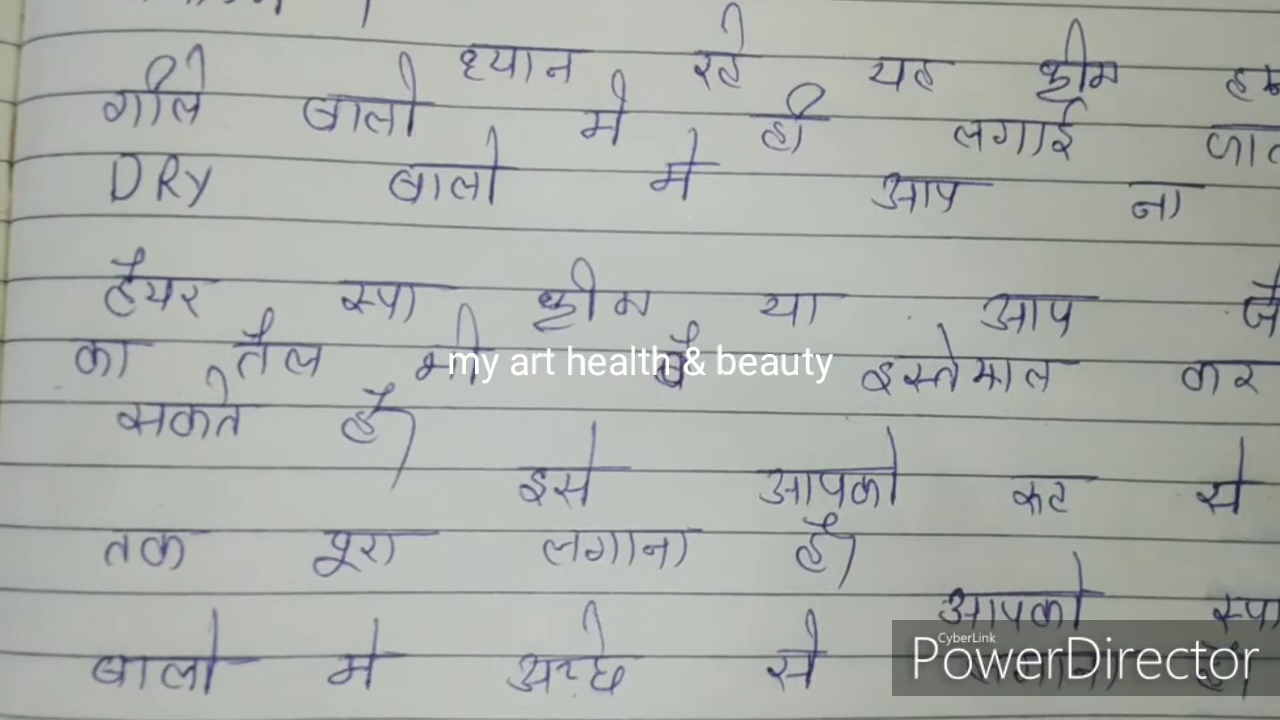 ध्यान रहे यह क्रीम
गीले बालो मे ही लगाई
DRY बालो मे आप ना
हैयर स्पा क्रीम या आप
का तैल भी इस्तेमाल कर
सकते है।
my art health & beauty
इसे आपको रूट से
तक पूरा लगाना है।
आपको स्पा
बालो मे अच्छे से
CyberLink
PowerDirector